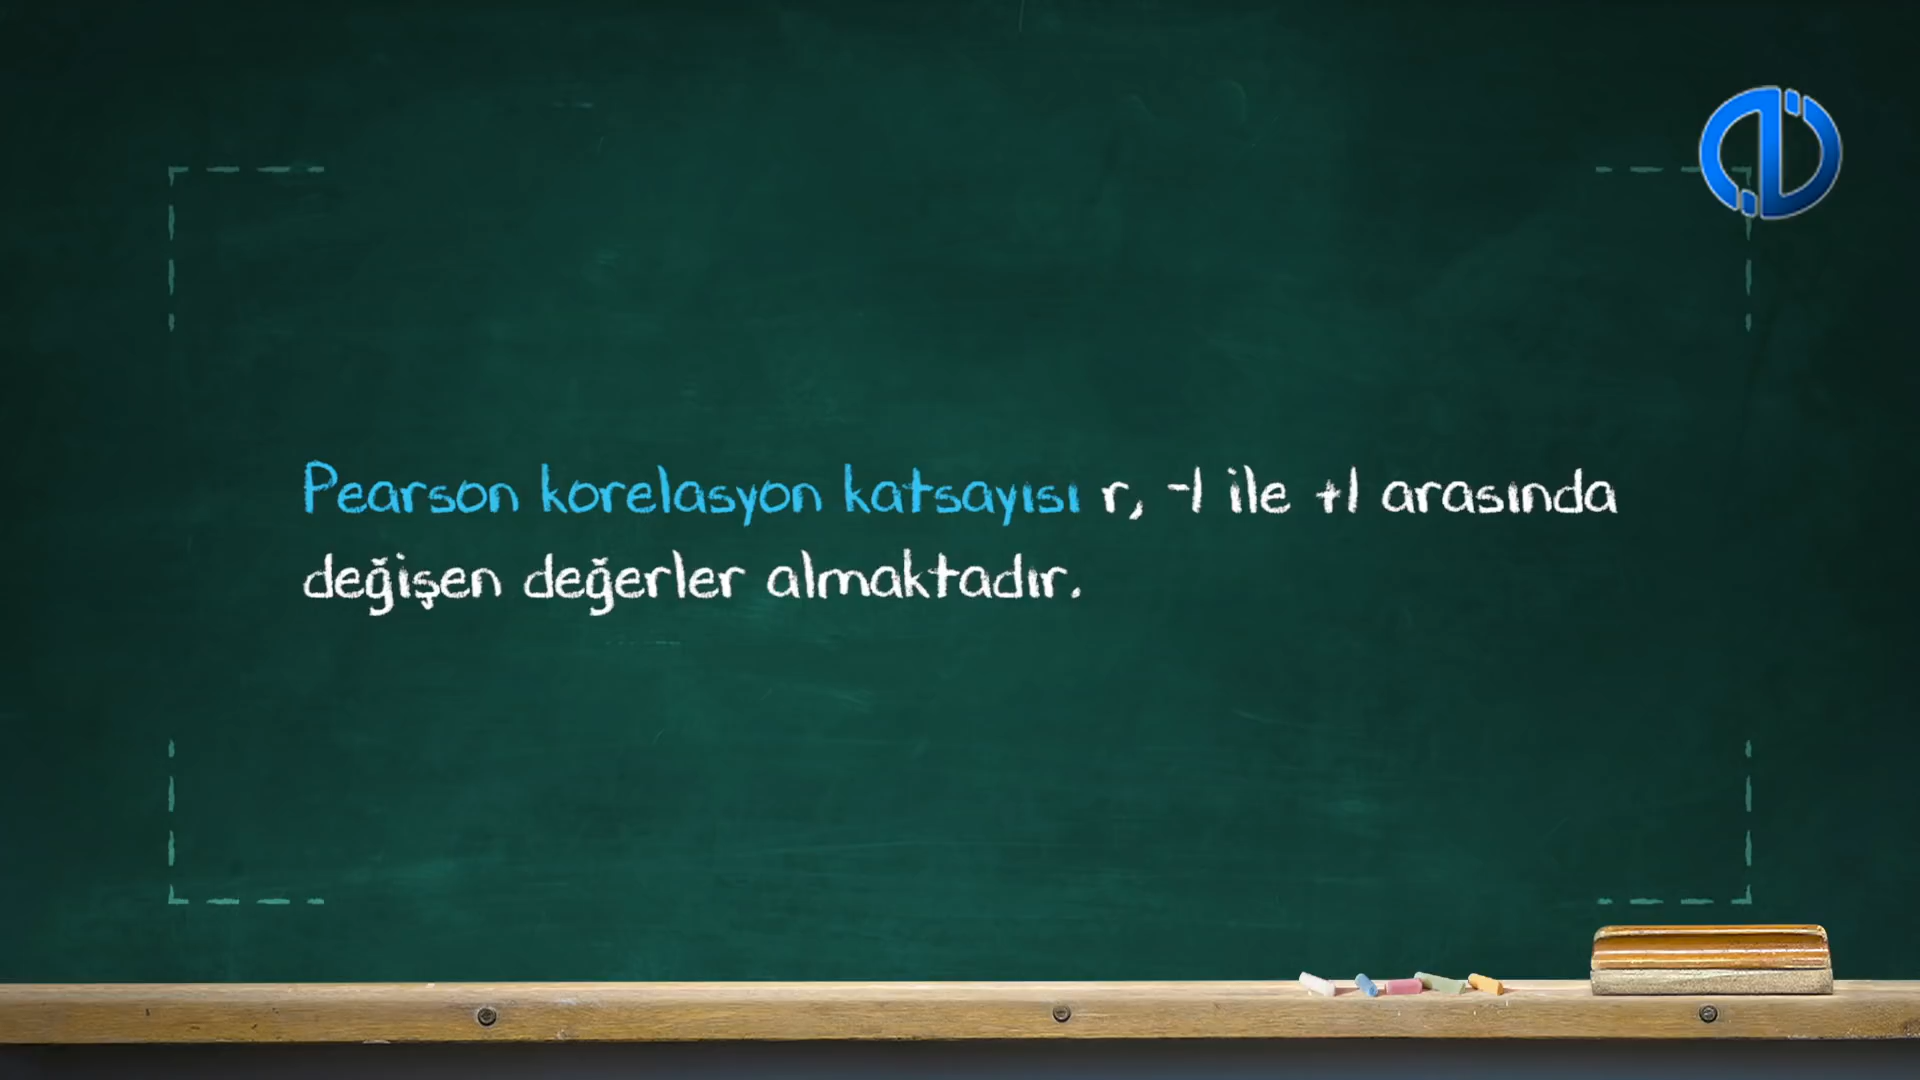 Pearson korelasyon katsayısı r, -1 ile +1 arasında
değişen değerler almaktadır.